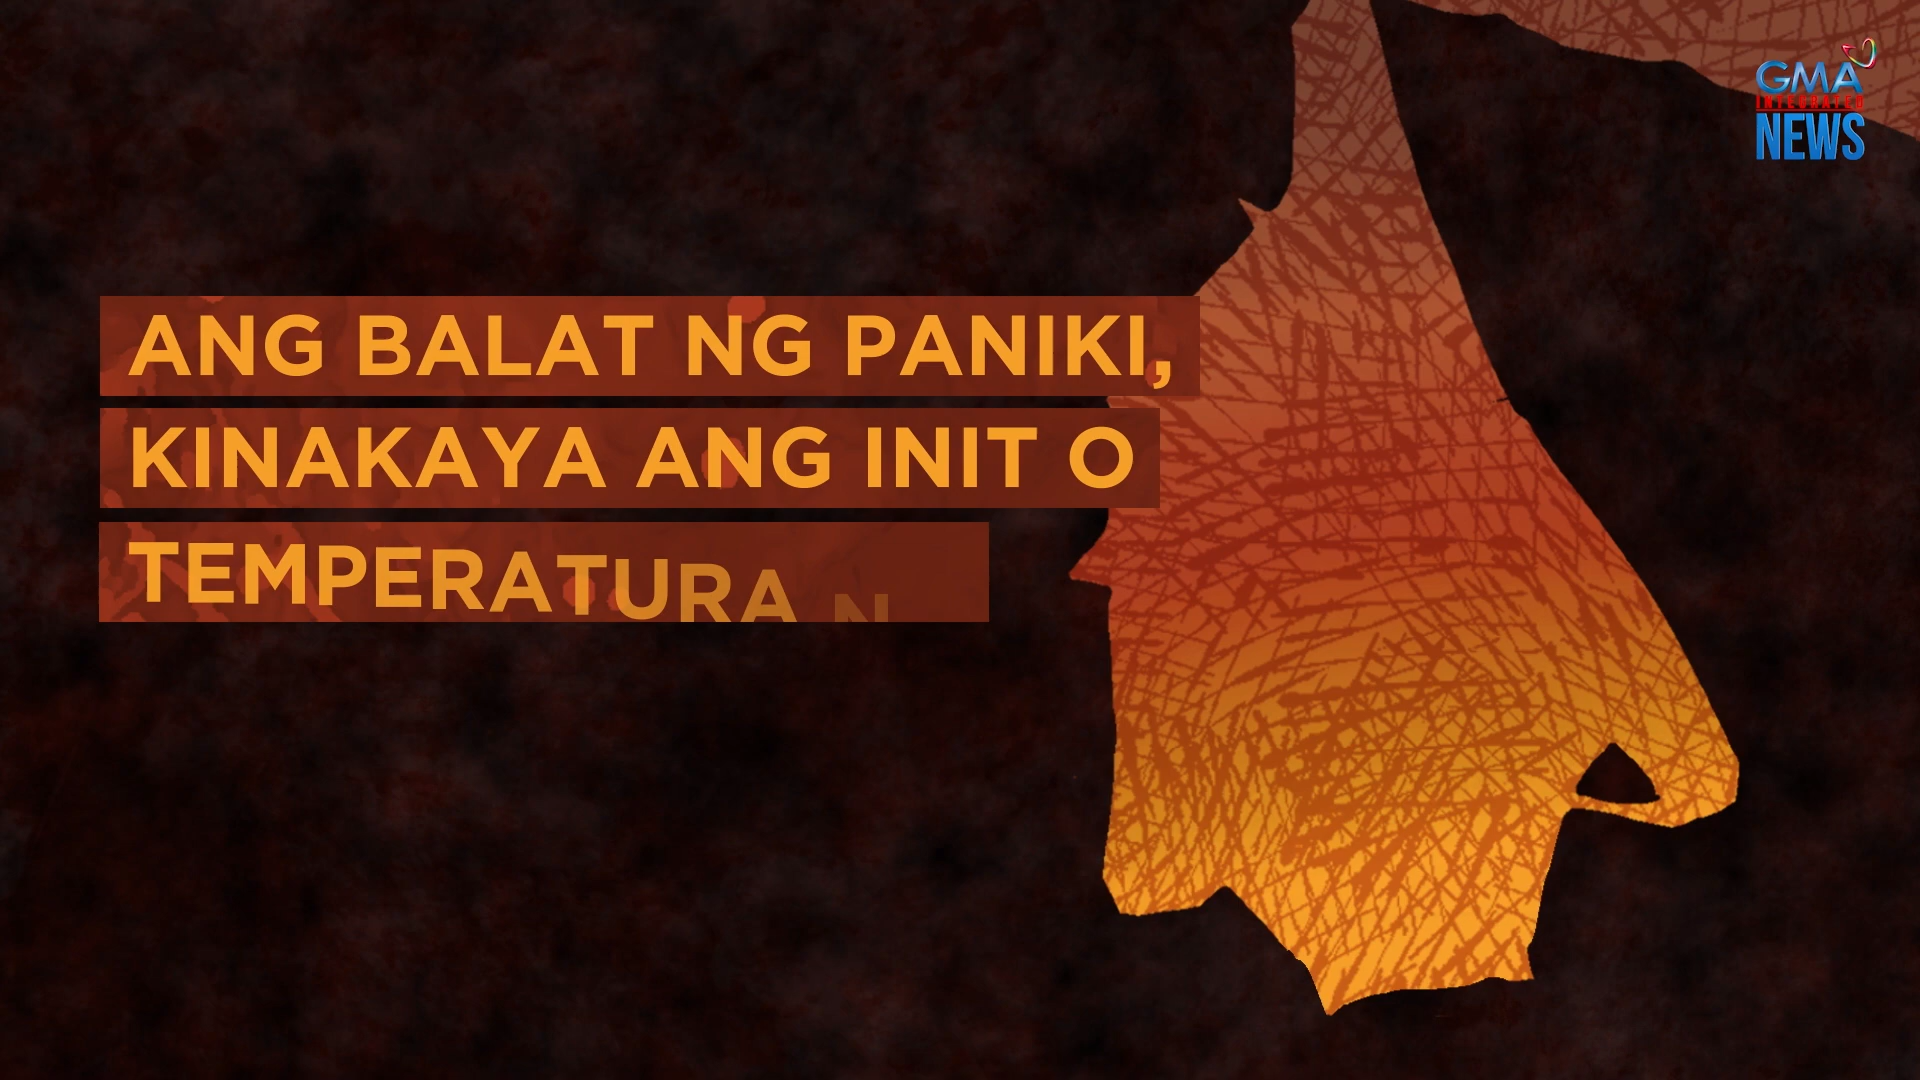 GMA
INTEGRATED
NEWS
ANG BALAT NG PANIKI,
KINAKAYA ANG INIT O
TEMPERATURA N